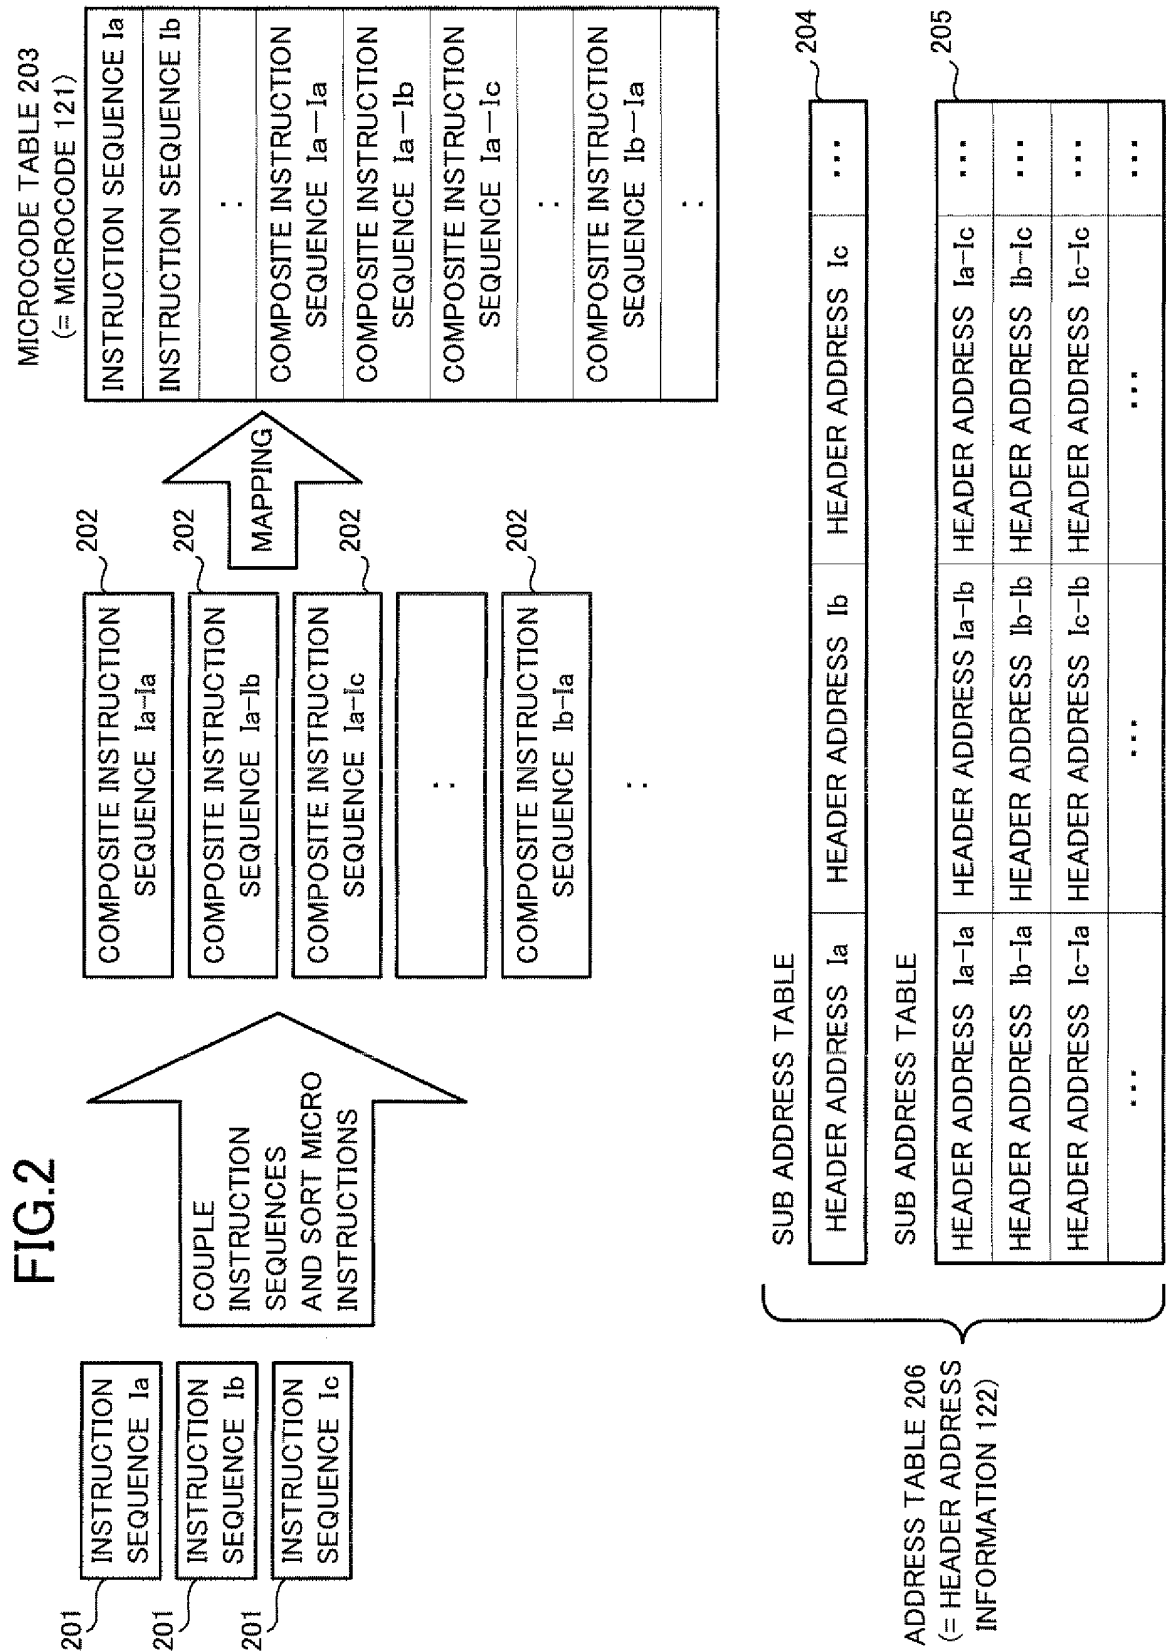 FIG.2
201
INSTRUCTION
SEQUENCE Ia
201
INSTRUCTION
SEQUENCE Ib
201
INSTRUCTION
SEQUENCE Ic
COUPLE
INSTRUCTION
SEQUENCES
AND SORT MICRO
INSTRUCTIONS
202
COMPOSITE INSTRUCTION
SEQUENCE Ia-Ia
202
COMPOSITE INSTRUCTION
SEQUENCE Ia-Ib
202
COMPOSITE INSTRUCTION
SEQUENCE Ia-Ic
:
202
COMPOSITE INSTRUCTION
SEQUENCE Ib-Ia
:
MAPPING
MICROCODE TABLE 203
(= MICROCODE 121)
INSTRUCTION SEQUENCE Ia
INSTRUCTION SEQUENCE Ib
:
COMPOSITE INSTRUCTION
SEQUENCE Ia—Ia
COMPOSITE INSTRUCTION
SEQUENCE Ia—Ib
COMPOSITE INSTRUCTION
SEQUENCE Ia—Ic
:
COMPOSITE INSTRUCTION
SEQUENCE Ib—Ia
:
ADDRESS TABLE 206
(= HEADER ADDRESS
INFORMATION 122)
SUB ADDRESS TABLE
204
HEADER ADDRESS Ia HEADER ADDRESS Ib HEADER ADDRESS Ic ...
SUB ADDRESS TABLE
205
HEADER ADDRESS Ia-Ia HEADER ADDRESS Ia-Ib HEADER ADDRESS Ia-Ic ...
HEADER ADDRESS Ib-Ia HEADER ADDRESS Ib-Ib HEADER ADDRESS Ib-Ic ...
HEADER ADDRESS Ic-Ia HEADER ADDRESS Ic-Ib HEADER ADDRESS Ic-Ic ...
... ... ... ...